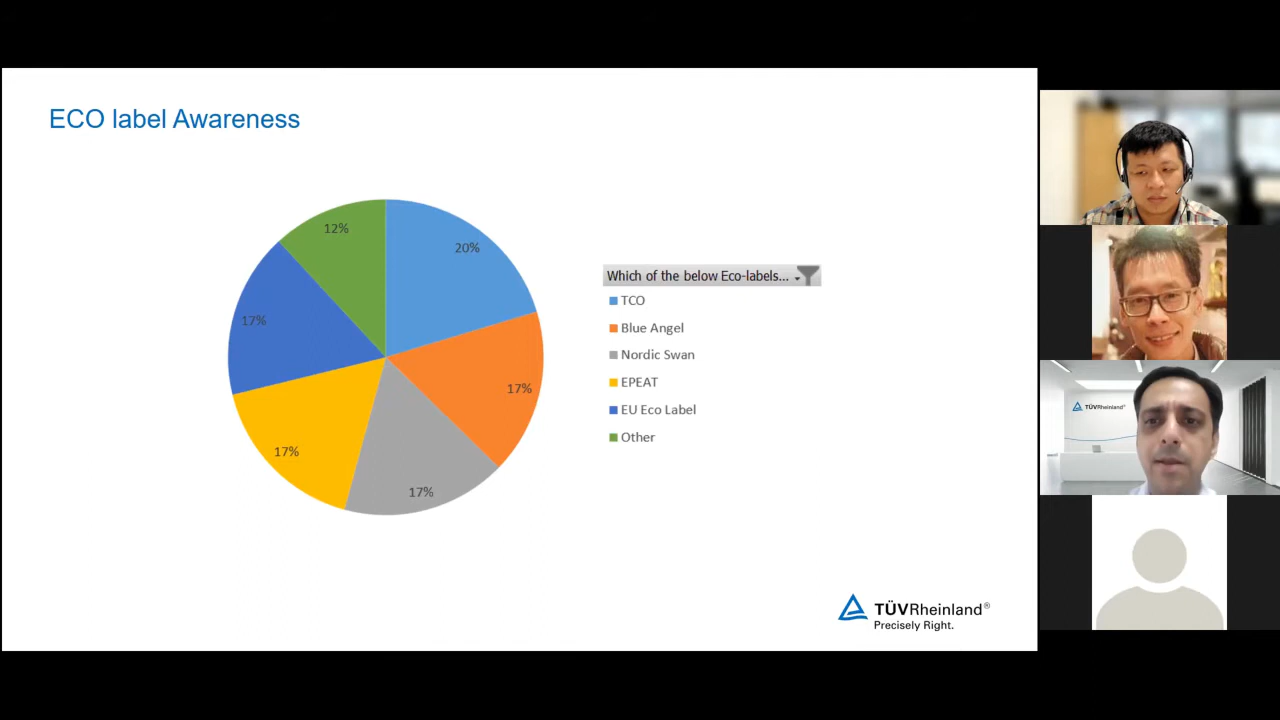 ECO label Awareness
12%
20%
17%
17%
17%
17%
Which of the below Eco-labels...
TCO
Blue Angel
Nordic Swan
EPEAT
EU Eco Label
Other
TÜVRheinland®
Precisely Right.
TÜVRheinland®